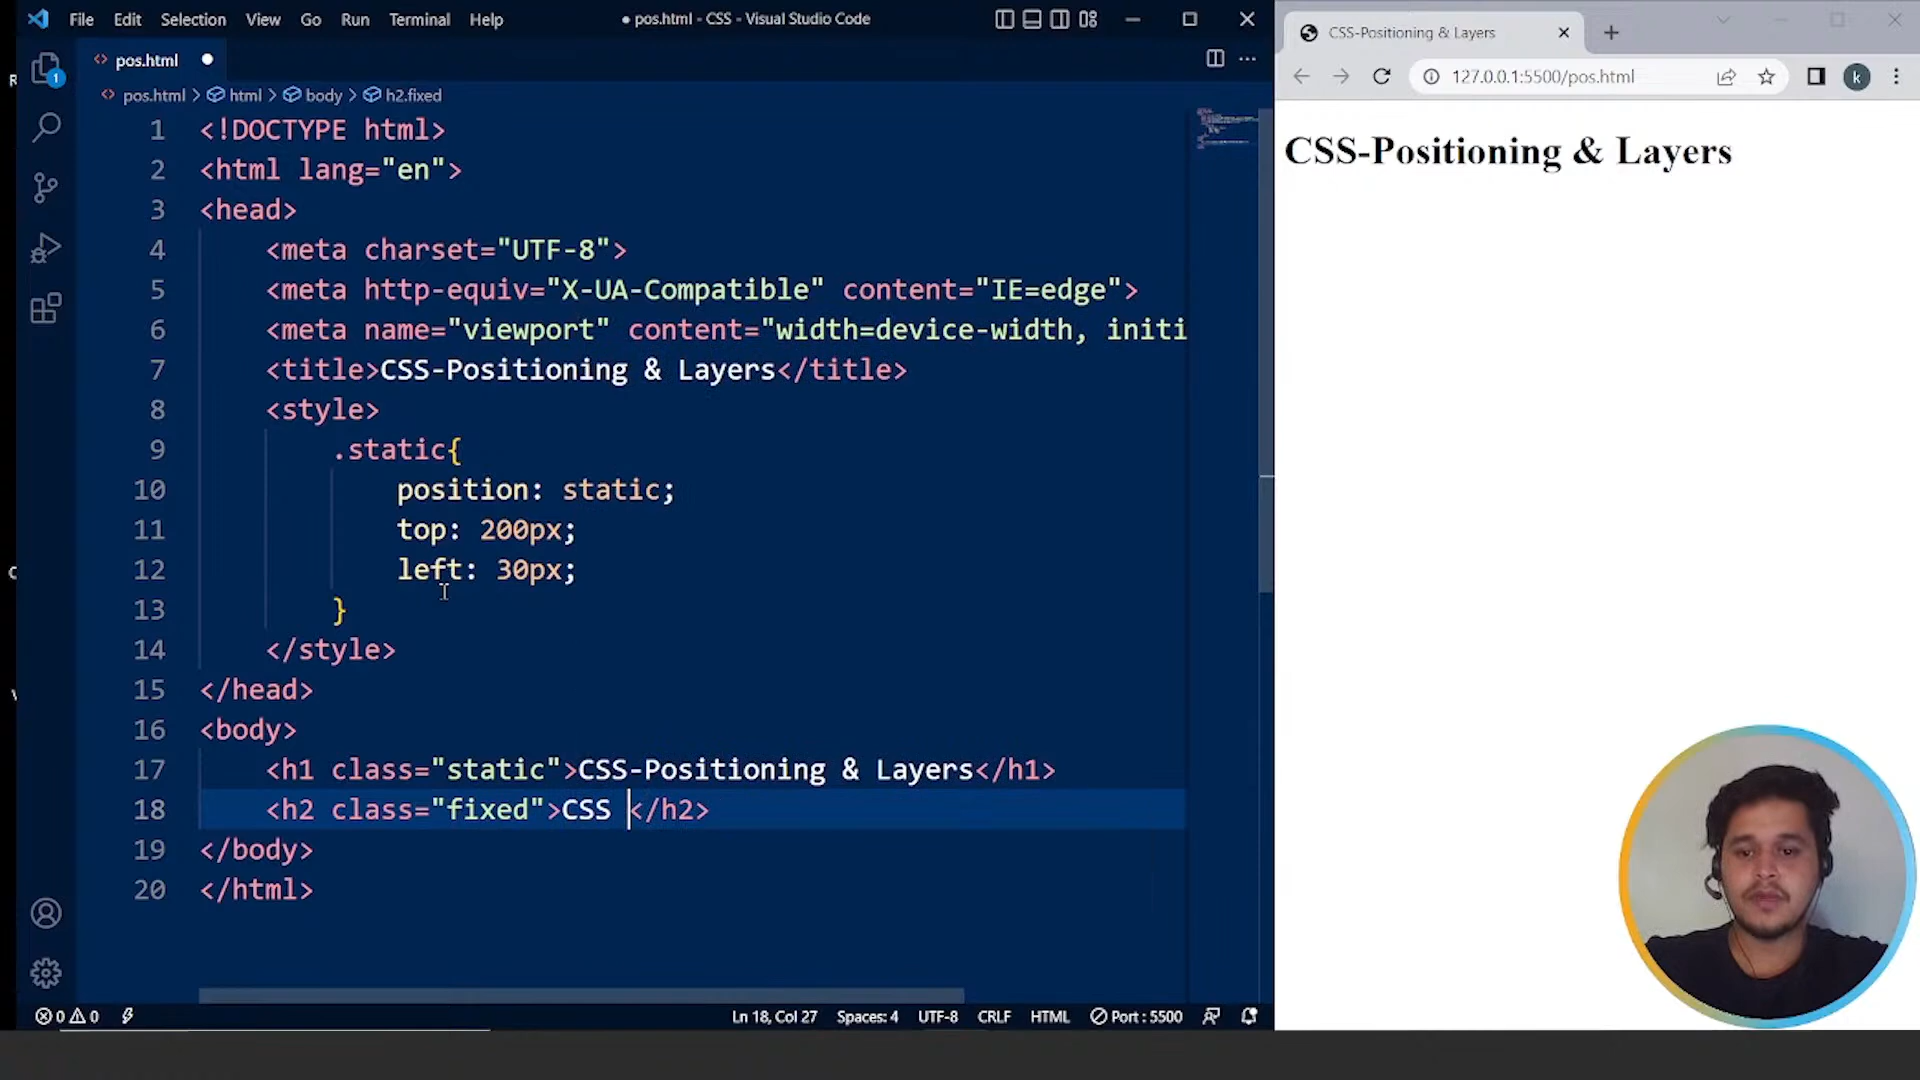 File Edit Selection View Go Run Terminal Help ● pos.html - CSS - Visual Studio Code
<> pos.html ●
1
<> pos.html > html > body > h2.fixed
1 <!DOCTYPE html>
2 <html lang="en">
3 <head>
4 <meta charset="UTF-8">
5 <meta http-equiv="X-UA-Compatible" content="IE=edge">
6 <meta name="viewport" content="width=device-width, initi
7 <title>CSS-Positioning & Layers</title>
8 <style>
9 .static{
10 position: static;
11 top: 200px;
12 left: 30px;
13 }
14 </style>
15 </head>
16 <body>
17 <h1 class="static">CSS-Positioning & Layers</h1>
18 <h2 class="fixed">CSS </h2>
19 </body>
20 </html>
0 0 Ln 18, Col 27 Spaces: 4 UTF-8 CRLF HTML Port : 5500
CSS-Positioning & Layers
127.0.0.1:5500/pos.html k
CSS-Positioning & Layers